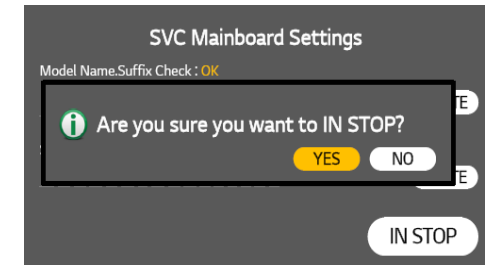 SVC Mainboard Settings
Model Name.Suffix Check : OK
Are you sure you want to IN STOP?
YES NO
IN STOP